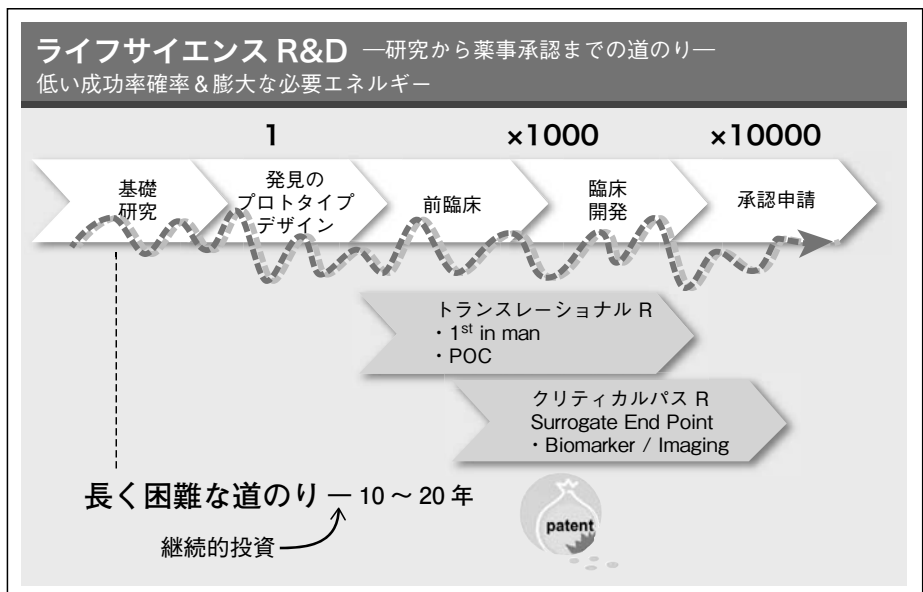 ライフサイエンス R&D ―研究から薬事承認までの道のり―
低い成功率確率＆膨大な必要エネルギー
1 ×1000 ×10000
基礎
研究
発見の
プロトタイプ
デザイン
前臨床
臨床
開発
承認申請
トランスレーショナル R
・1st in man
・POC
クリティカルパス R
Surrogate End Point
・Biomarker / Imaging
長く困難な道のり ― 10 ～ 20 年
継続的投資
patent